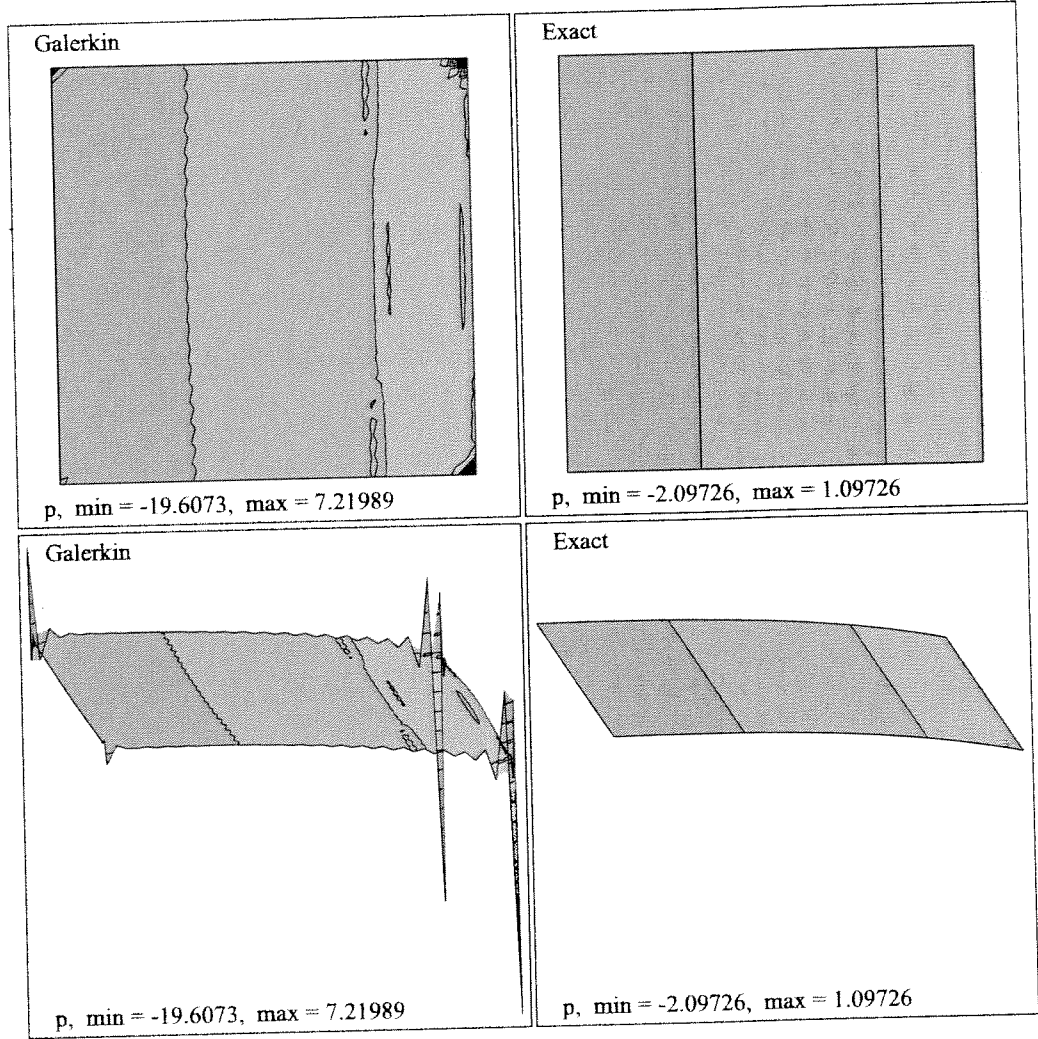 Galerkin
Exact
p, min = -19.6073, max = 7.21989
p, min = -2.09726, max = 1.09726
Galerkin
Exact
p, min = -19.6073, max = 7.21989
p, min = -2.09726, max = 1.09726